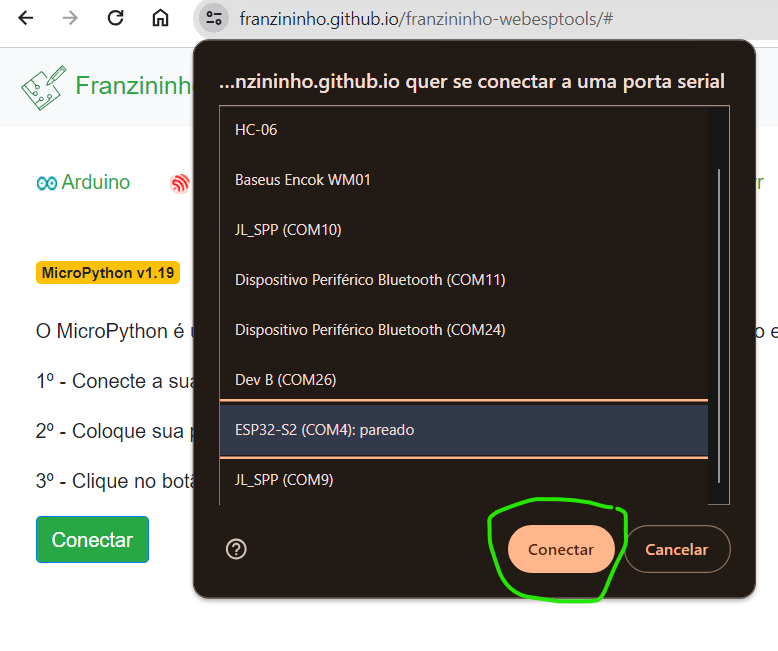 franzininho.github.io/franzininho-webesptools/#
...nzininho.github.io quer se conectar a uma porta serial
Franzininh
HC-06
Baseus Encok WM01
Arduino
JL_SPP (COM10)
MicroPython v1.19
Dispositivo Periférico Bluetooth (COM11)
O MicroPython é
Dispositivo Periférico Bluetooth (COM24)
1º - Conecte a sua
Dev B (COM26)
2º - Coloque sua p
ESP32-S2 (COM4): pareado
3º - Clique no botã
JL_SPP (COM9)
Conectar
Conectar
Cancelar